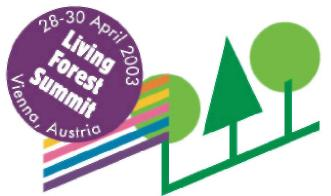 28-30 April 2003
Living
Forest
Summit
Vienna, Austria